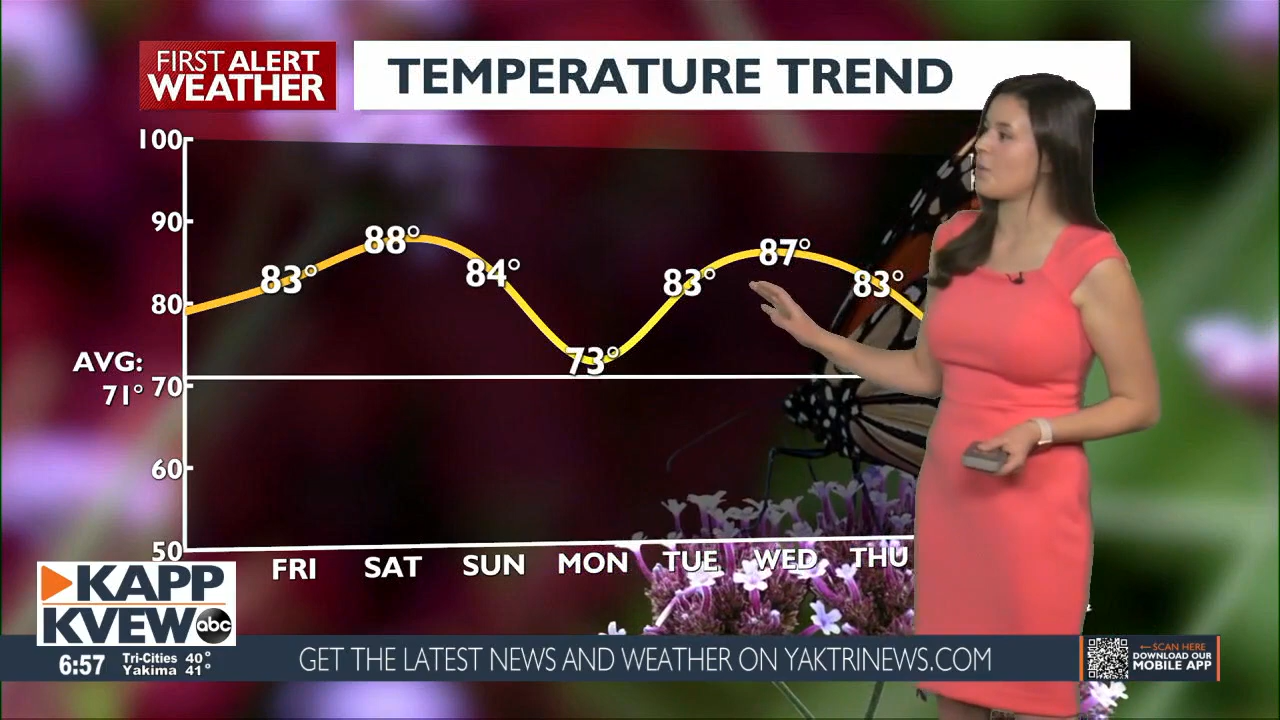 FIRST ALERT
WEATHER
TEMPERATURE TREND
100
90
80
AVG:
71°
70
60
50
83°
88°
84°
73°
83°
87°
83°
FRI SAT SUN MON TUE WED THU
KAPP
KVEW abc
6:57
Tri-Cities 40°
Yakima 41°
GET THE LATEST NEWS AND WEATHER ON YAKTRINEWS.COM
←SCAN HERE
DOWNLOAD OUR
MOBILE APP